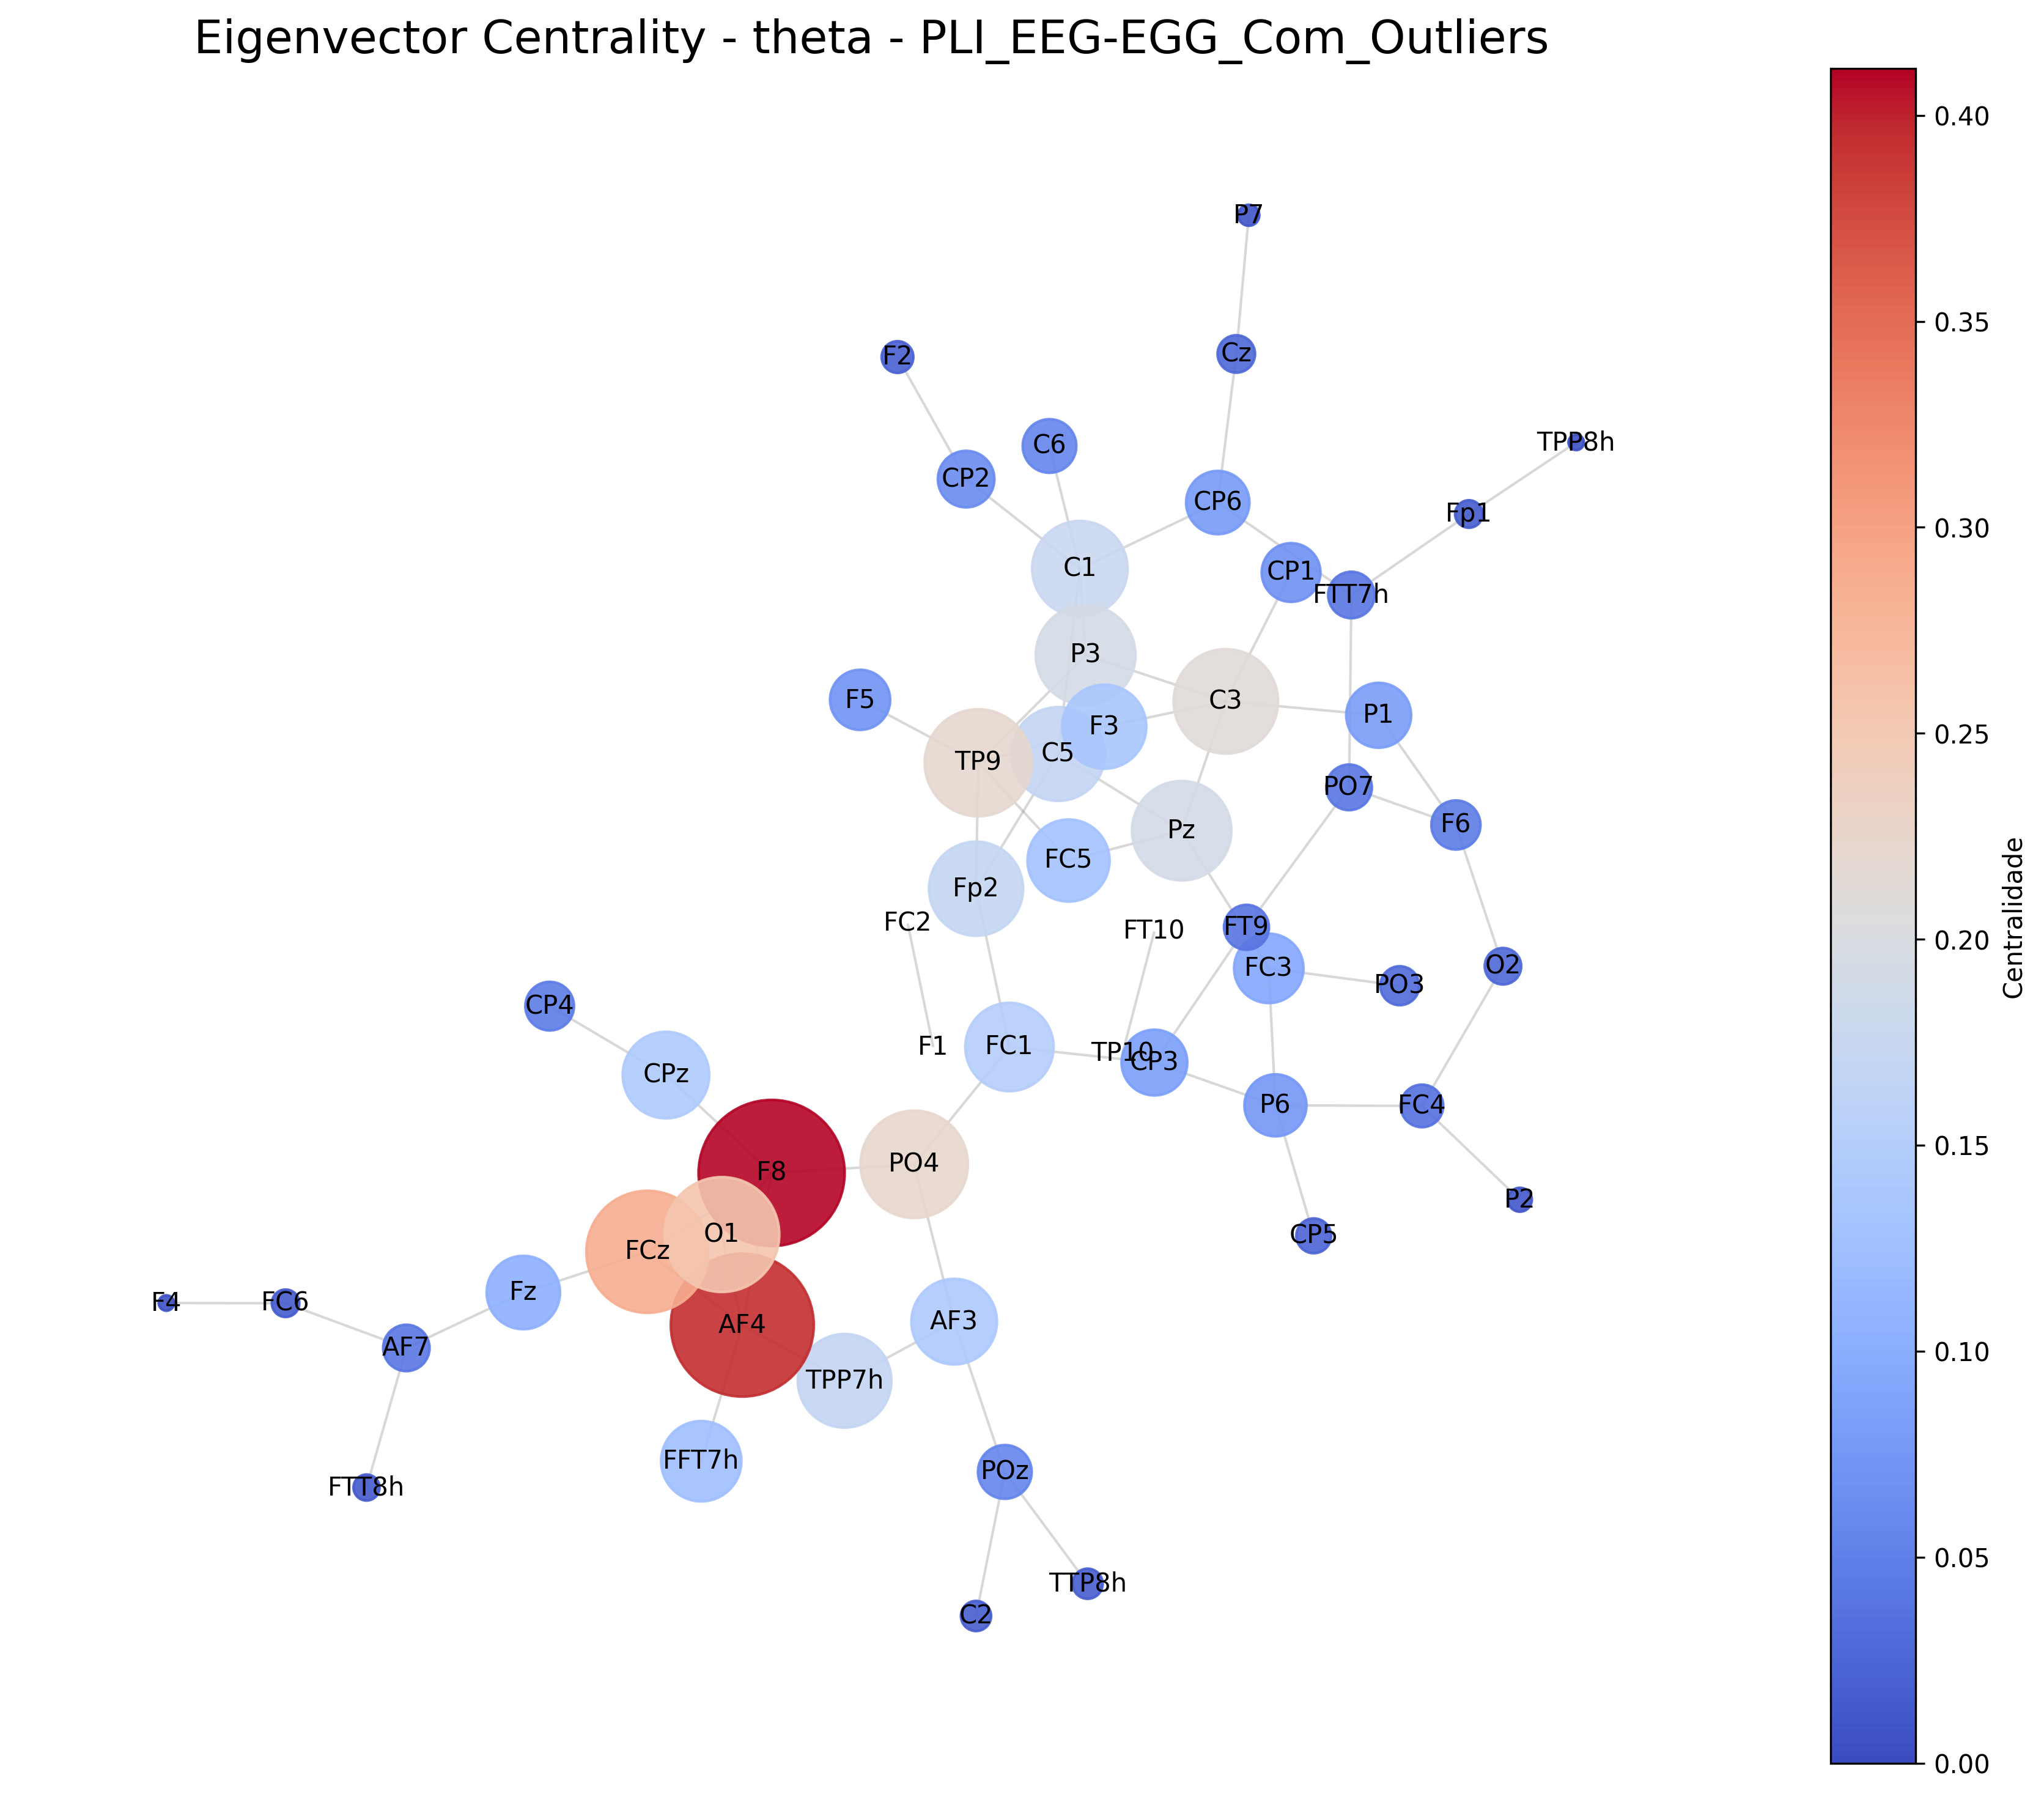 Eigenvector Centrality - theta - PLI_EEG-EGG_Com_Outliers
0.40
0.35
0.30
0.25
0.20
0.15
0.10
0.05
0.00
Centralidade
P7
F2
Cz
C6
TPP8h
CP2
CP6
Fp1
C1
CP1
FTT7h
P3
F5
C3
P1
F3
C5
TP9
PO7
F6
Pz
FC5
Fp2
FC2
FT10
FT9
FC3
O2
PO3
CP4
F1
FC1
TP10
CP3
CPz
P6
FC4
PO4
F8
P2
O1
CP5
FCz
Fz
F4
FC6
AF3
AF4
AF7
TPP7h
FFT7h
POz
FTT8h
TTP8h
C2